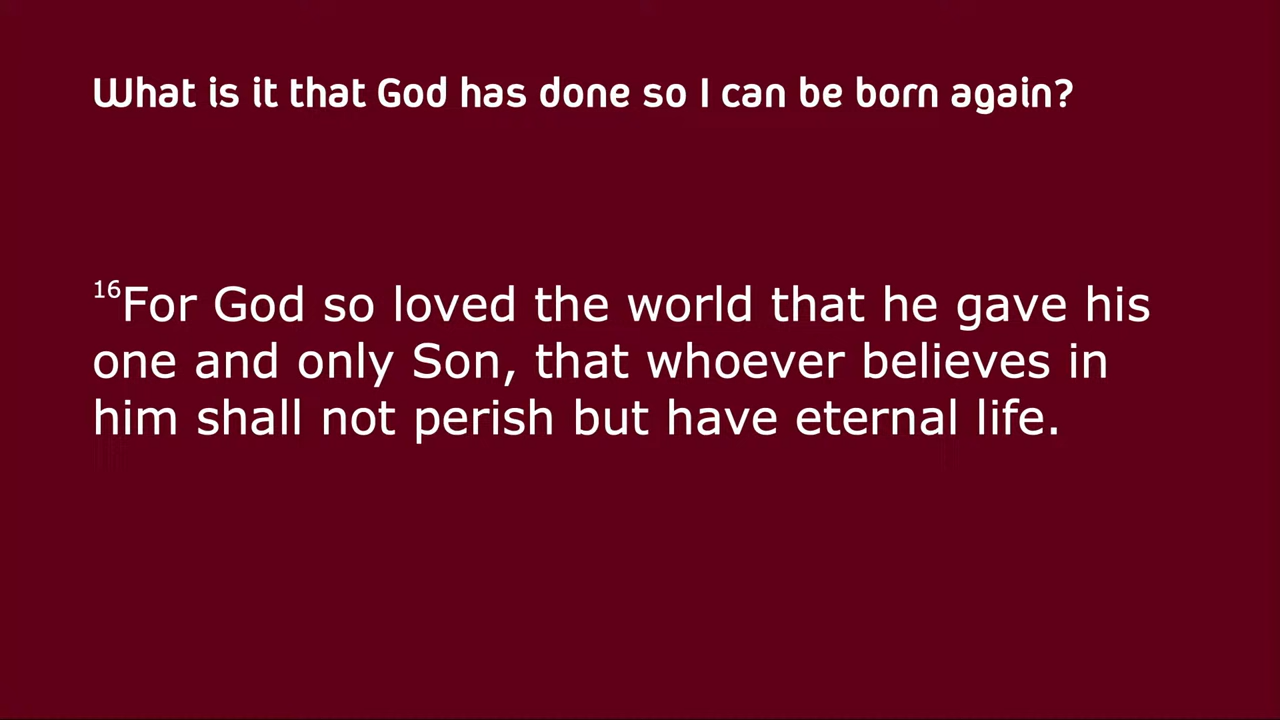 What is it that God has done so I can be born again?
16For God so loved the world that he gave his
one and only Son, that whoever believes in
him shall not perish but have eternal life.